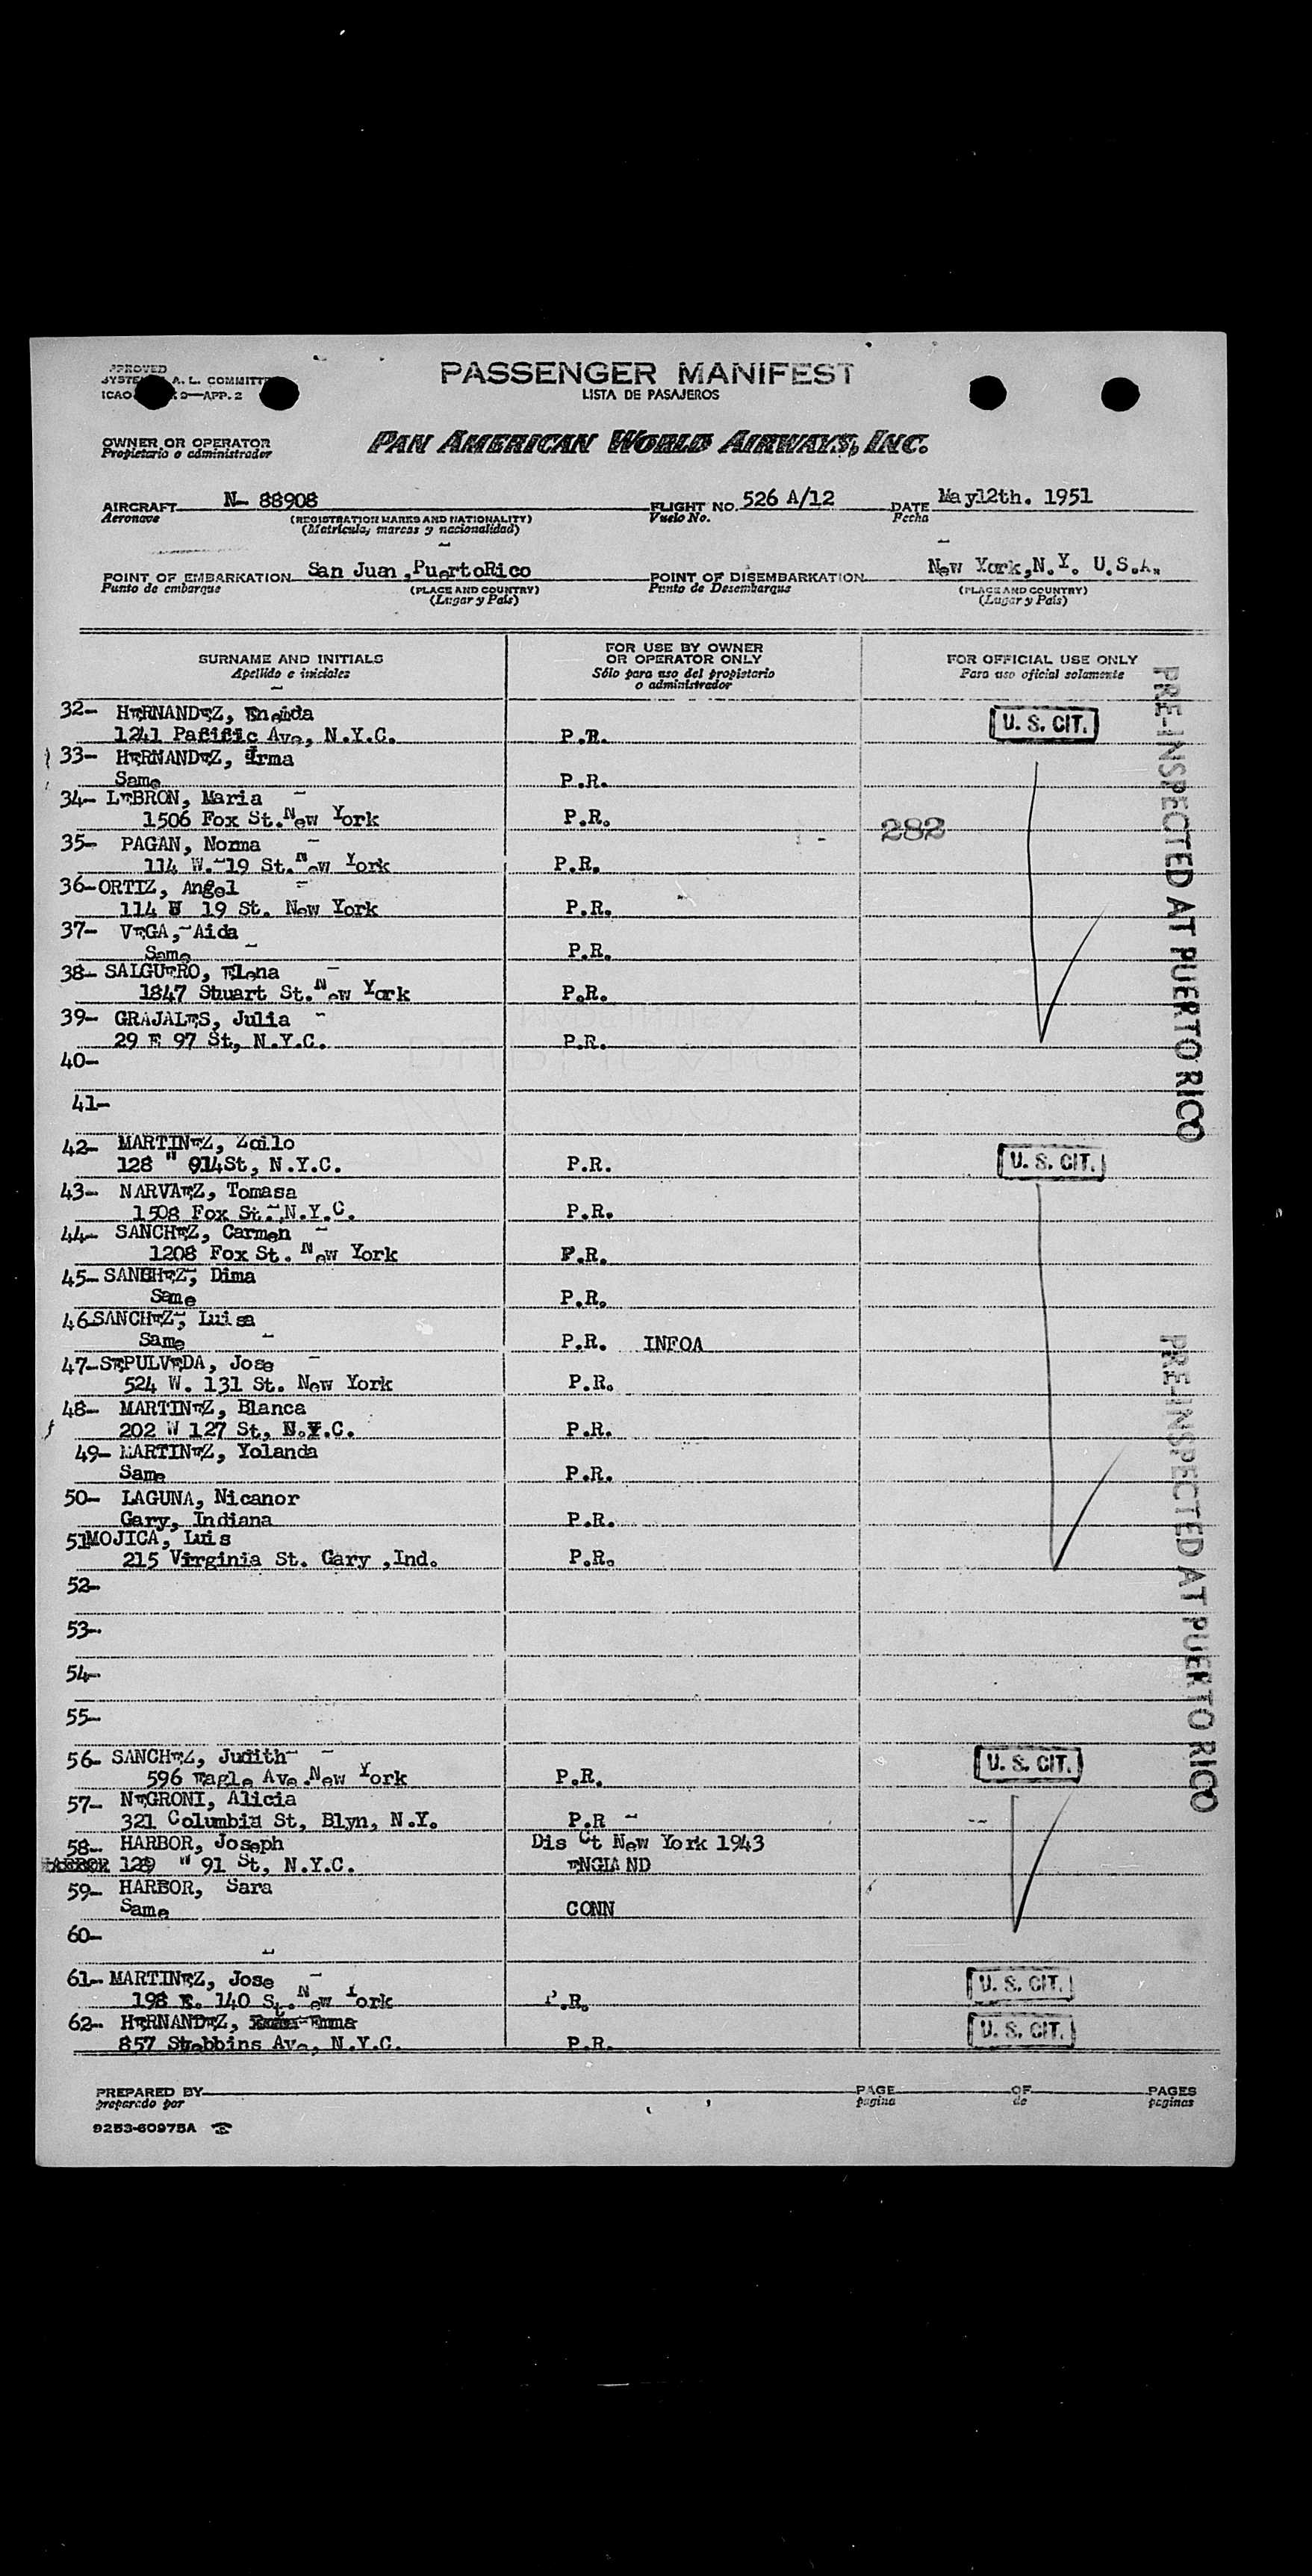 PASSENGER MANIFEST
LISTA DE PASAJEROS
A. L. COMMITT
ICAO 9—APP. 2
OWNER OR OPERATOR
Propietario o administrador
PAN AMERICAN WORLD AIRWAYS, INC.
AIRCRAFT N- 88908 FLIGHT NO. 526 A/12 DATE May12th. 1951
Aeronave (REGISTRATION MARKS AND NATIONALITY) Vuelo No. Fecha
(Matrícula, marcas y nacionalidad)
POINT OF EMBARKATION San Juan ,PuertoRico POINT OF DISEMBARKATION New York,N.Y. U.S.A.
Punto de embarque (PLACE AND COUNTRY) Punto de Desembarque (PLACE AND COUNTRY)
(Lugar y País) (Lugar y País)
SURNAME AND INITIALS FOR USE BY OWNER OR OPERATOR ONLY FOR OFFICIAL USE ONLY
Apellido e iniciales Sólo para uso del propietario o administrador Para uso oficial solamente
32- HERNANDEZ, Eneida U. S. CIT.
1241 Pacific Ave, N.Y.C. P.R.
33- HERNANDEZ, Irma
Same P.R.
34- LEBRON, Maria
1506 Fox St.New York P.R. 282
35- PAGAN, Norma
114 W. 19 St.New York P.R.
36-ORTIZ, Angel
114 W 19 St. New York P.R.
37- VEGA, Aida
Same P.R.
38- SALGUERO, Elena
1847 Stuart St.New York P.R.
39- GRAJALES, Julia
29 E 97 St, N.Y.C. P.R.
40-
41-
42- MARTINEZ, Zoilo U. S. CIT.
128 W 914St, N.Y.C. P.R.
43- NARVAEZ, Tomasa
1508 Fox St. N.Y.C. P.R.
44- SANCHEZ, Carmen
1208 Fox St. New York P.R.
45- SANCHEZ, Dima
Same P.R.
46 SANCHEZ, Luisa
Same P.R. INFOA
47-SEPULVEDA, Jose
524 W. 131 St. New York P.R.
48- MARTINEZ, Blanca
202 W 127 St, N.Y.C. P.R.
49- MARTINEZ, Yolanda
Same P.R.
50- LAGUNA, Nicanor
Gary, Indiana P.R.
51MOJICA, Luis
215 Virginia St. Gary ,Ind. P.R.
52-
53-
54-
55-
56- SANCHEZ, Judith U. S. CIT.
596 Eagle Ave.New York P.R.
57- NEGRONI, Alicia
321 Columbia St, Blyn, N.Y. P.R
58- HARBOR, Joseph Dis Ct New York 1943
HARBOR 129 W 91 St, N.Y.C. ENGLAND
59- HARBOR, Sara
Same CONN
60-
61- MARTINEZ, Jose U. S. CIT.
198 E. 140 St.New York P.R.
62- HERNANDEZ, Emma U. S. CIT.
857 Stebbins Ave, N.Y.C. P.R.
PRE-INSPECTED AT PUERTO RICO
PRE-INSPECTED AT PUERTO RICO
PREPARED BY PAGE OF PAGES
preparado por pagina de paginas
9253-60975A